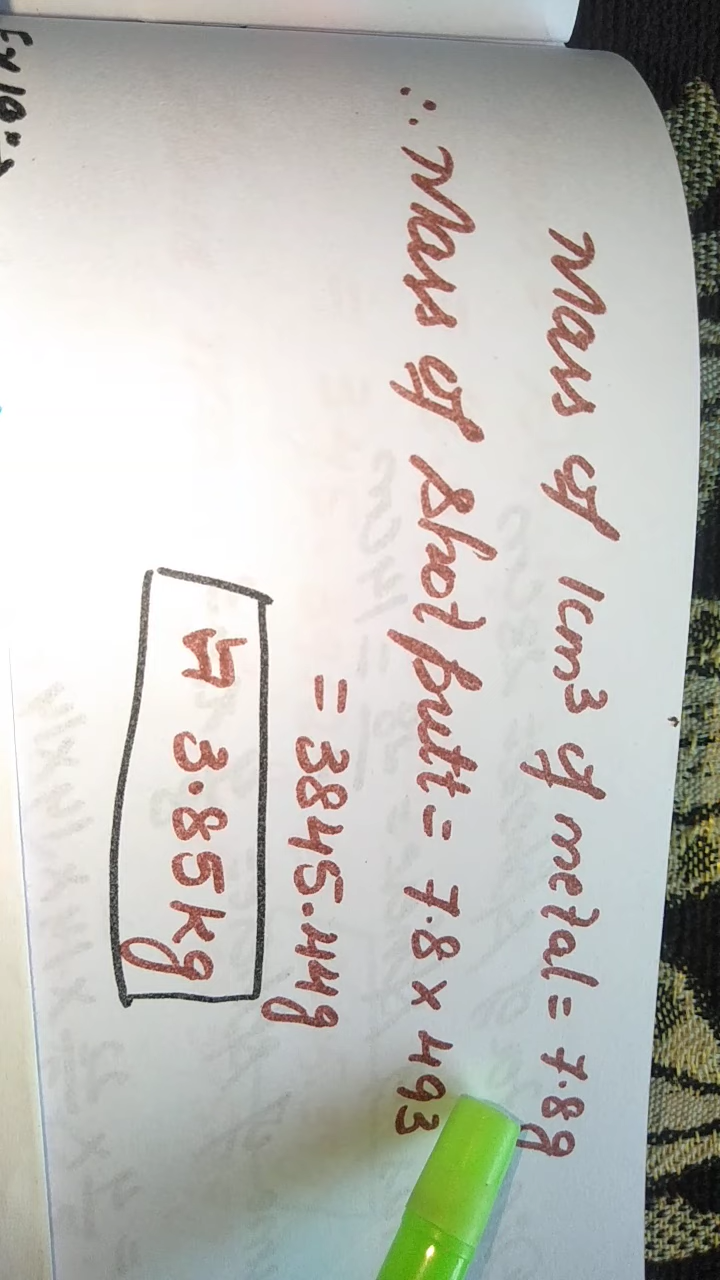 Mass of 1cm³ of metal = 7.8g
∴ Mass of shot putt = 7.8 × 493
= 3845.44g
3.85kg